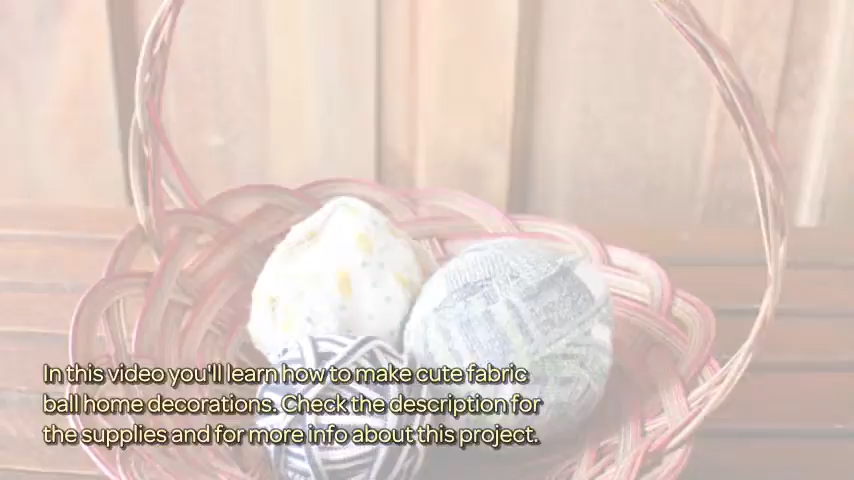 In this video you'll learn how to make cute fabric
ball home decorations. Check the description for
the supplies and for more info about this project.